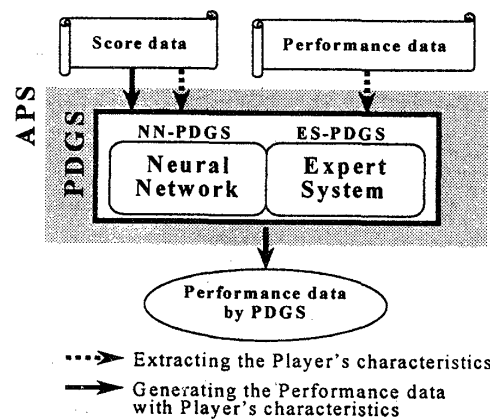 Score data
Performance data
APS
PDGS
NN-PDGS
ES-PDGS
Neural
Network
Expert
System
Performance data
by PDGS
Extracting the Player's characteristics
Generating the Performance data
with Player's characteristics